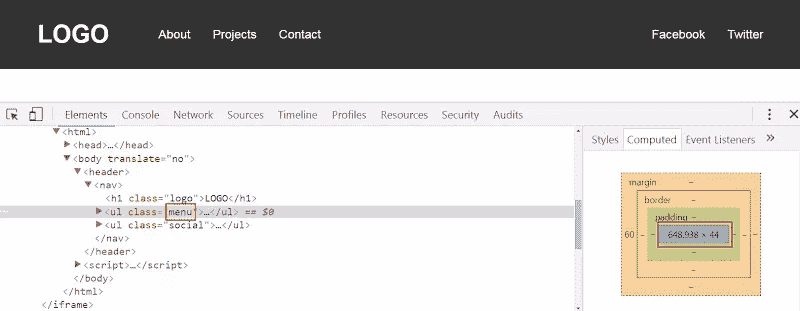 LOGO About Projects Contact Facebook Twitter
Elements Console Network Sources Timeline Profiles Resources Security Audits
<html>
<head>…</head>
<body translate="no">
<header>
<nav>
<h1 class="logo">LOGO</h1>
<ul class="menu">…</ul> == $0
<ul class="social">…</ul>
</nav>
</header>
<script>…</script>
</body>
</html>
</iframe>
Styles Computed Event Listeners »
margin –
border –
padding –
60 – – 648.938 × 44 – – –
–
–
–